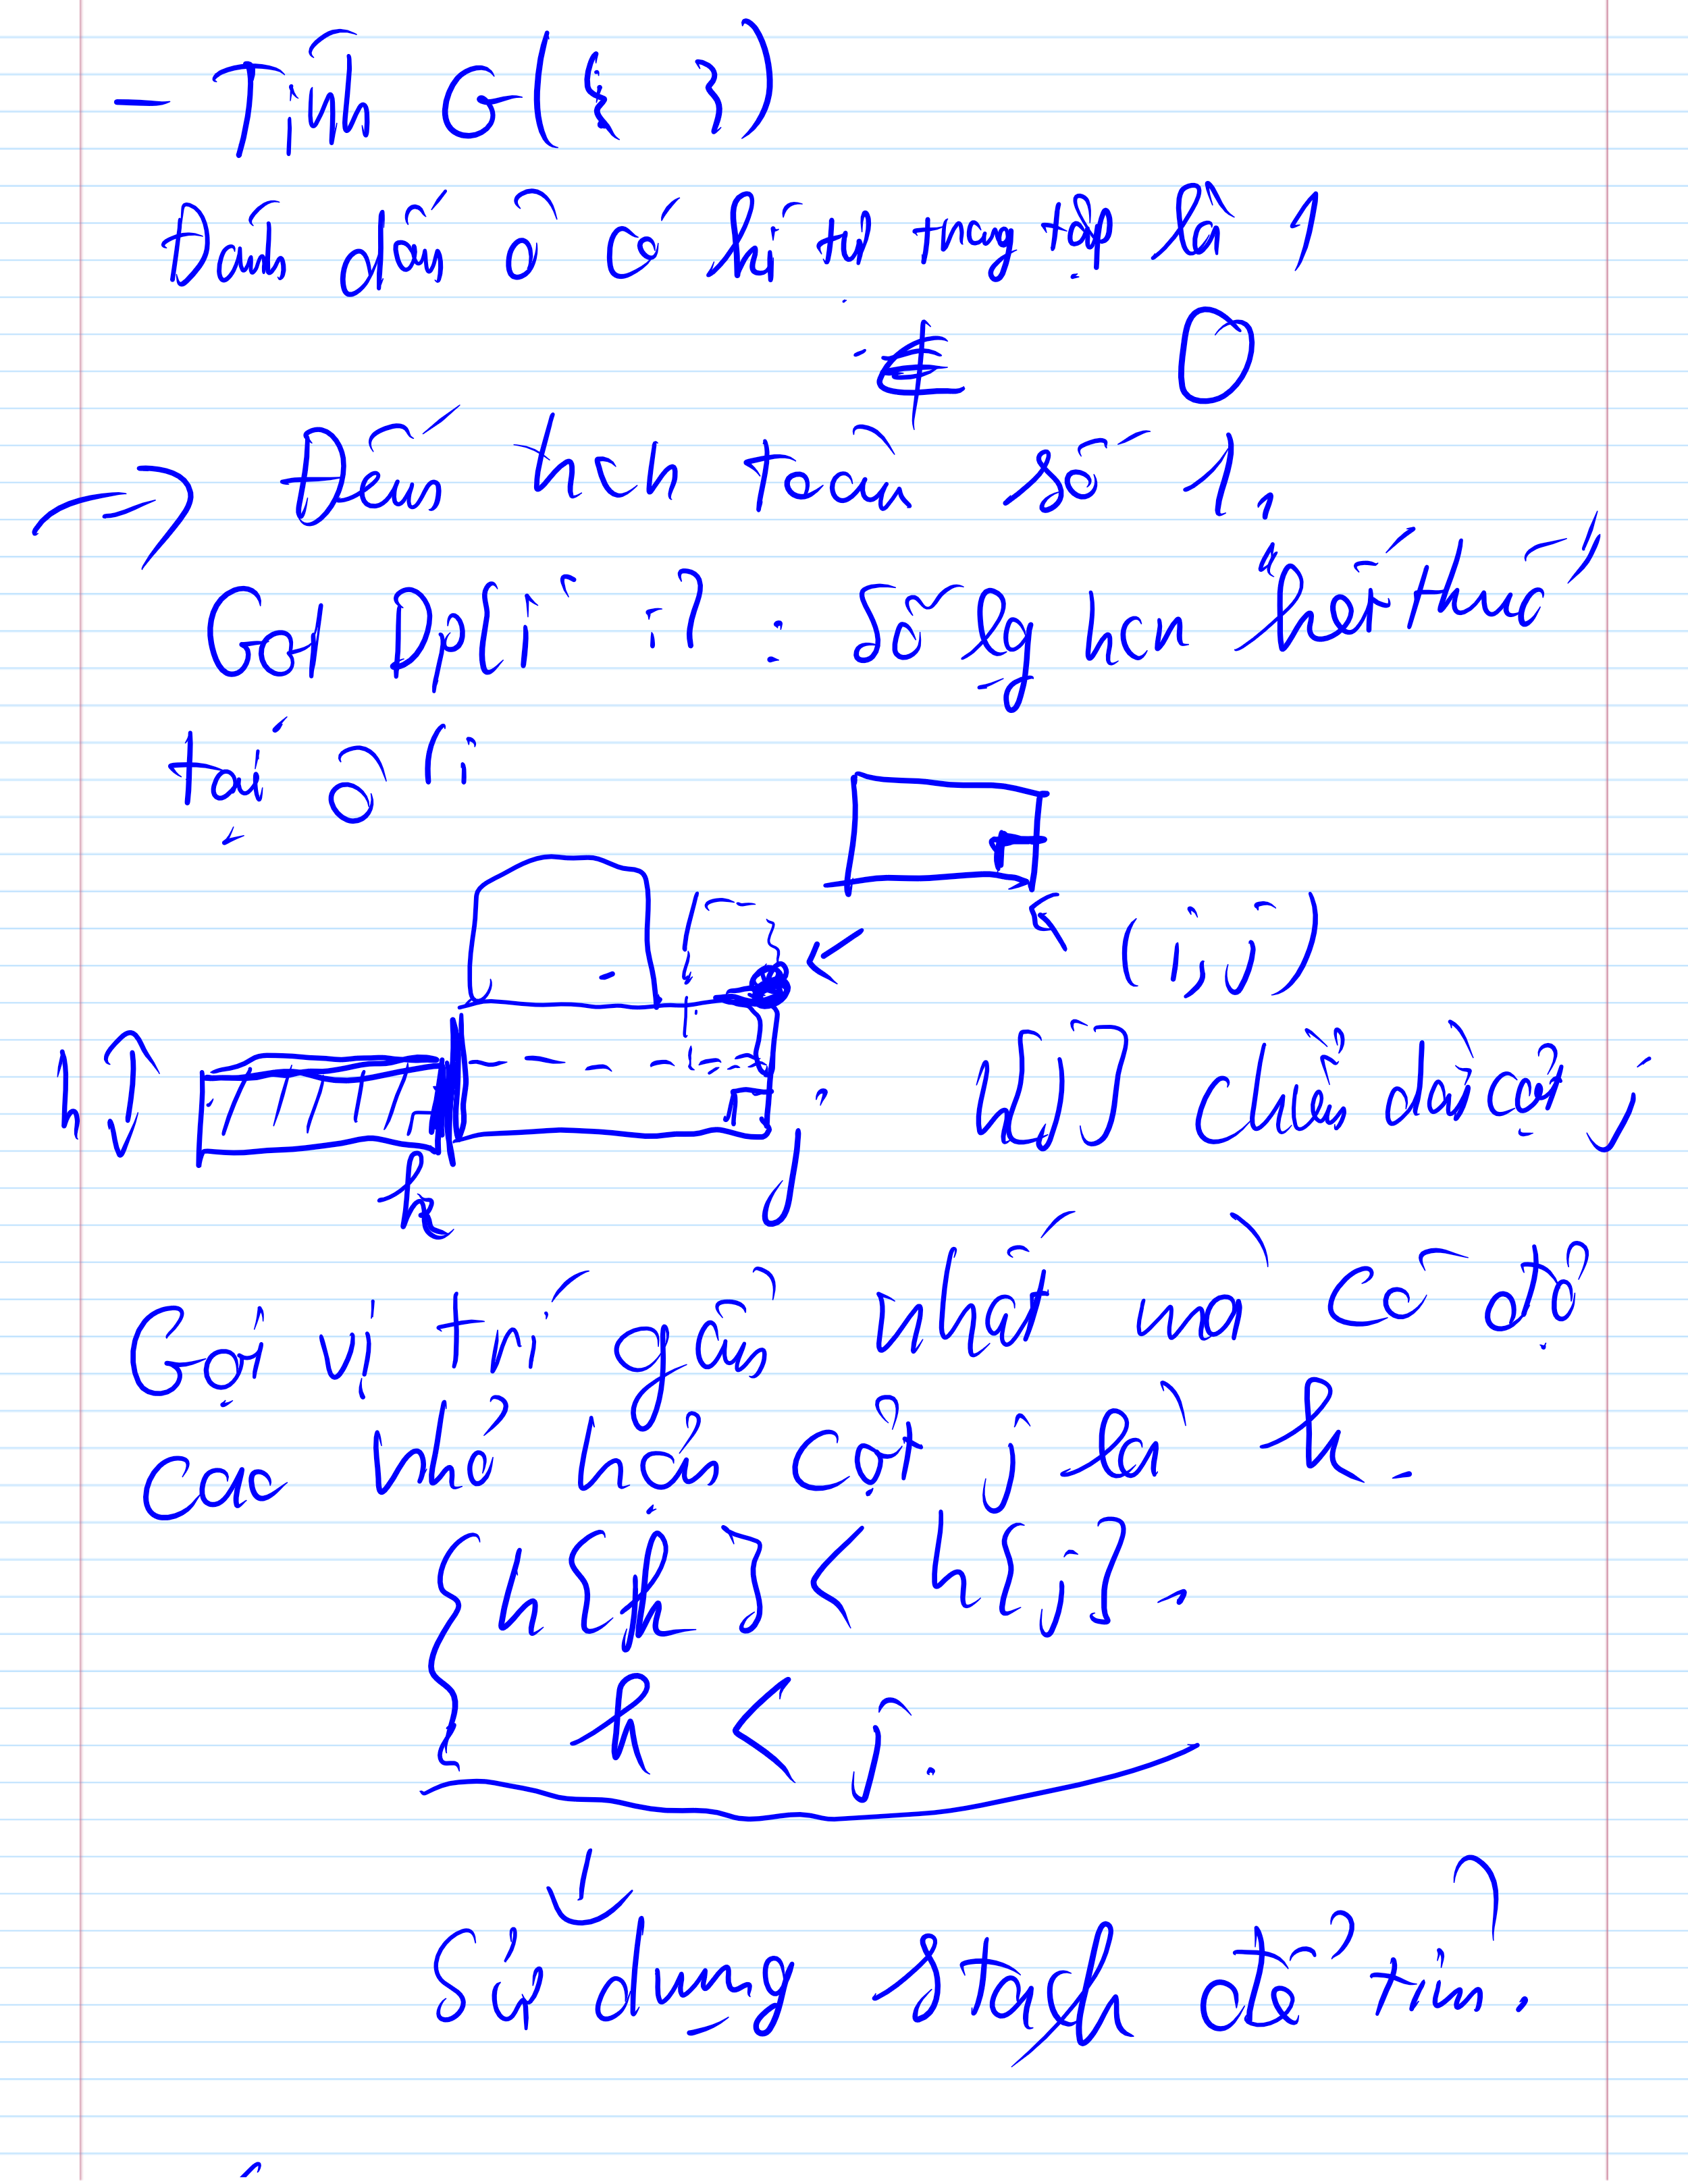 - Tính G({ })
Đánh dấu ô có kí tự trong tập là 1
∉ 0
→ Đếm hcn toàn số 1,
Gọi Dp[i : Số lg hcn kết thúc
tại ô (i
(i, j)
h
h[j] chiều dài cột j
k j
Gọi vị trí gần nhất mà có độ
cao nhỏ hơn cột j là k.
{ h[k] < h[j].
k < j.
↓
Sử dụng stack để tìm.